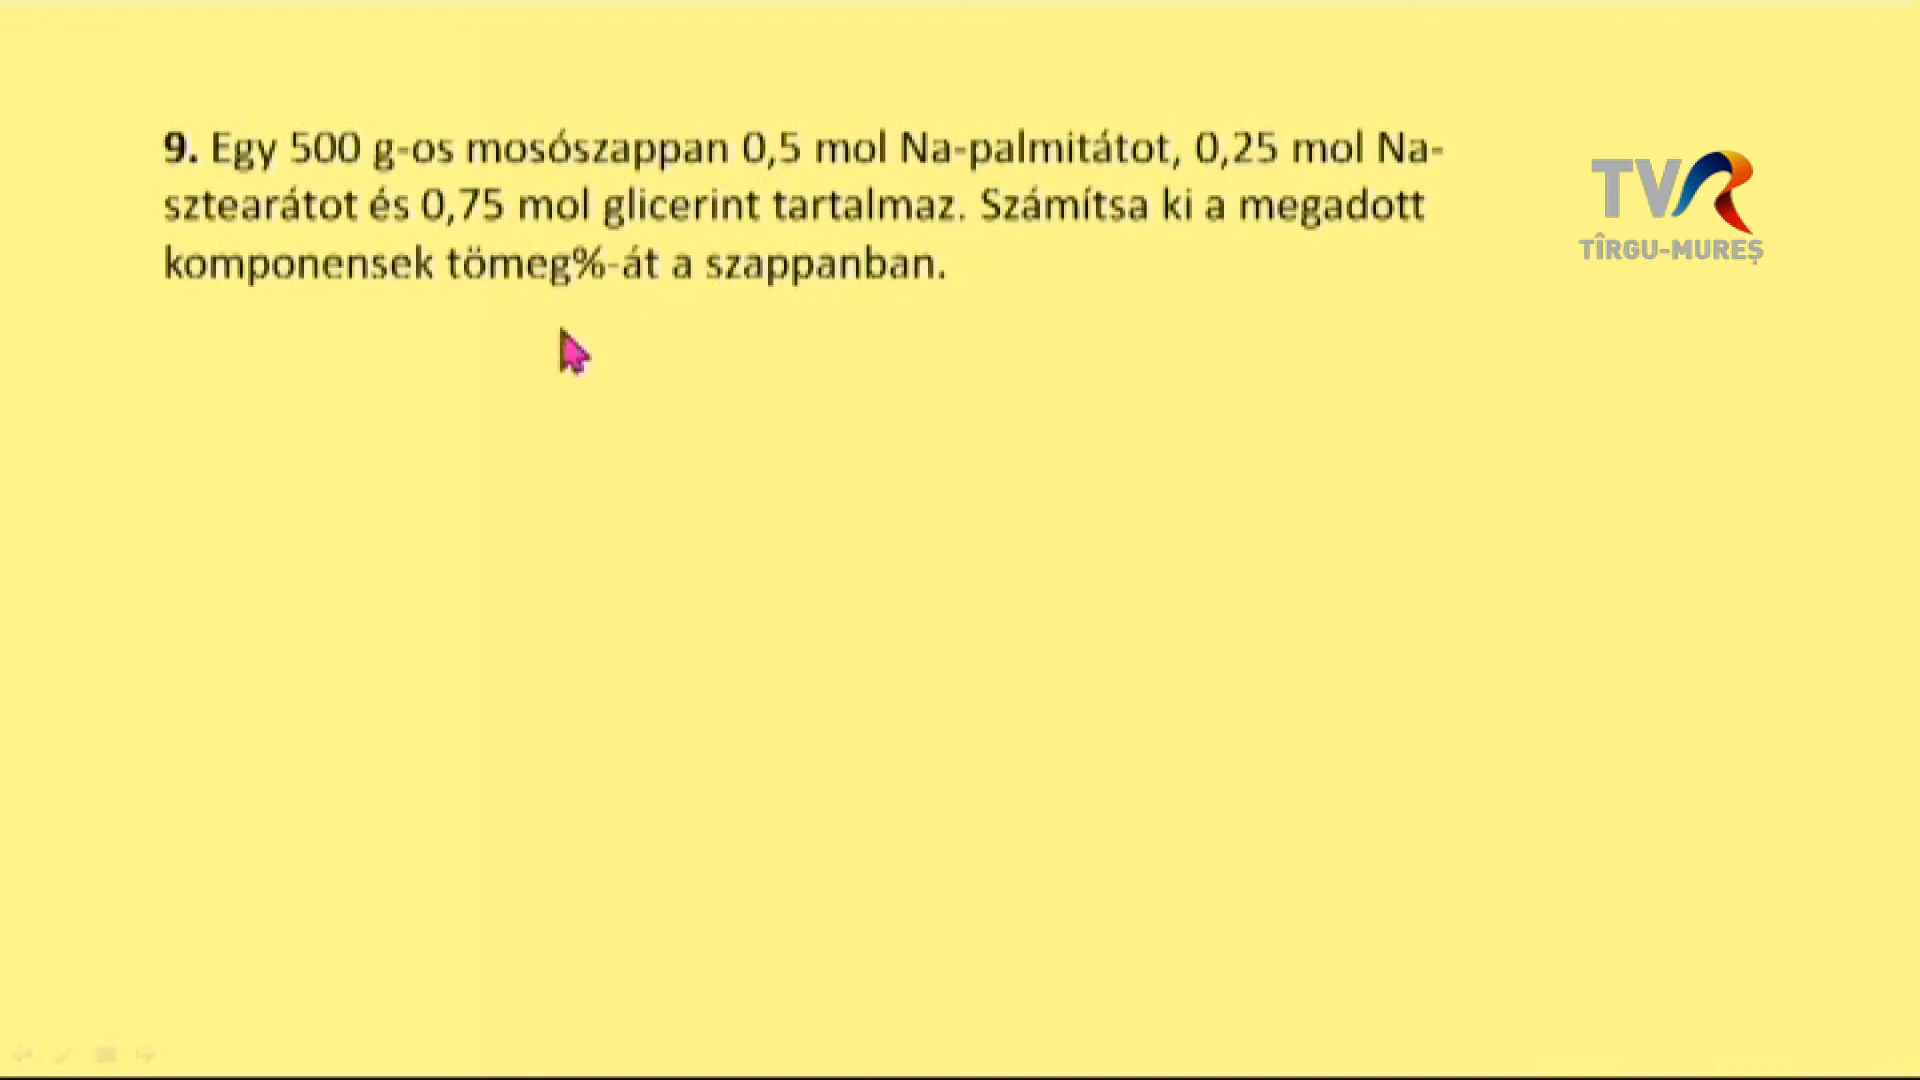 9. Egy 500 g-os mosószappan 0,5 mol Na-palmitátot, 0,25 mol Na-
sztearátot és 0,75 mol glicerint tartalmaz. Számítsa ki a megadott
komponensek tömeg%-át a szappanban.
TVR
TÎRGU-MUREȘ